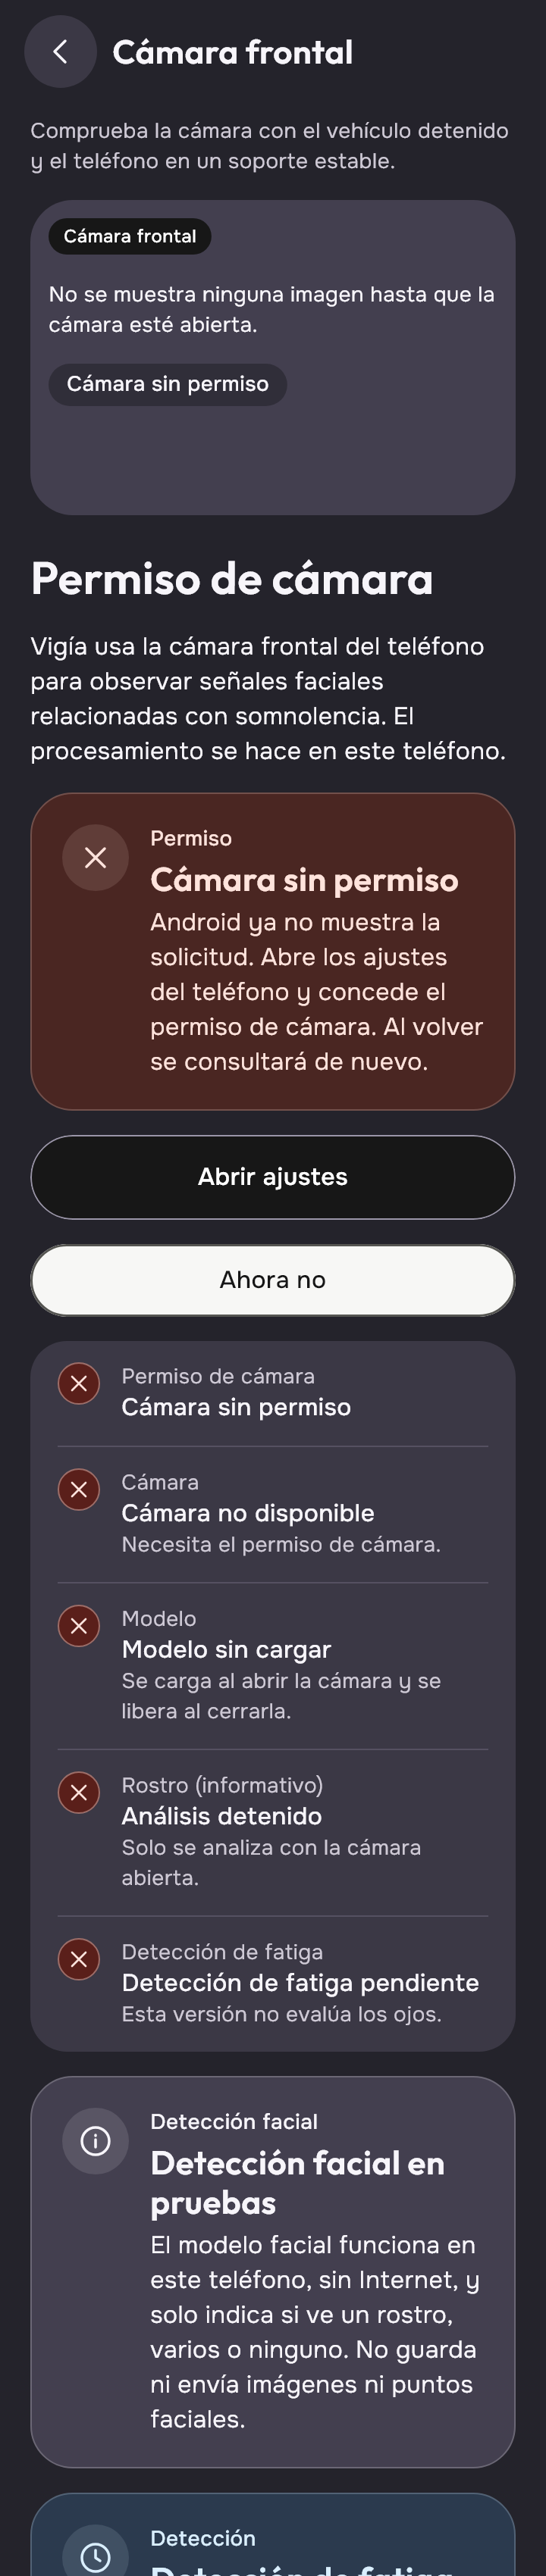 Cámara frontal
Comprueba la cámara con el vehículo detenido
y el teléfono en un soporte estable.
Cámara frontal
No se muestra ninguna imagen hasta que la
cámara esté abierta.
Cámara sin permiso
Permiso de cámara
Vigía usa la cámara frontal del teléfono
para observar señales faciales
relacionadas con somnolencia. El
procesamiento se hace en este teléfono.
Permiso
Cámara sin permiso
Android ya no muestra la
solicitud. Abre los ajustes
del teléfono y concede el
permiso de cámara. Al volver
se consultará de nuevo.
Abrir ajustes
Ahora no
Permiso de cámara
Cámara sin permiso
Cámara
Cámara no disponible
Necesita el permiso de cámara.
Modelo
Modelo sin cargar
Se carga al abrir la cámara y se
libera al cerrarla.
Rostro (informativo)
Análisis detenido
Solo se analiza con la cámara
abierta.
Detección de fatiga
Detección de fatiga pendiente
Esta versión no evalúa los ojos.
Detección facial
Detección facial en
pruebas
El modelo facial funciona en
este teléfono, sin Internet, y
solo indica si ve un rostro,
varios o ninguno. No guarda
ni envía imágenes ni puntos
faciales.
Detección
Detección de fatiga